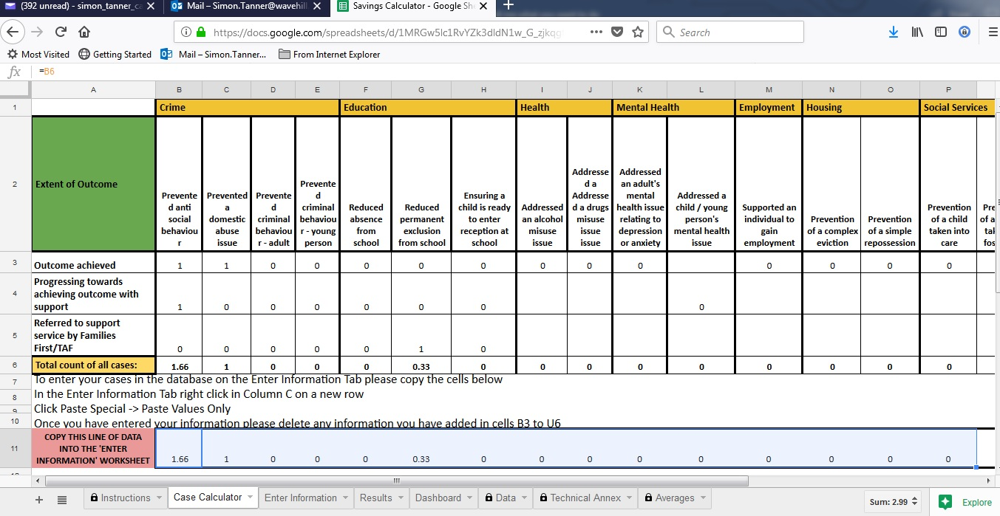 (392 unread) - simon_tanner_ca
Mail – Simon.Tanner@wavehill
Savings Calculator - Google She
https://docs.google.com/spreadsheets/d/1MRGw5lc1RvYZk3dldN1w_G_zjkqg
Search
Most Visited Getting Started Mail – Simon.Tanner... From Internet Explorer
fx =B6
A B C D E F G H I J K L M N O P
1 Crime Education Health Mental Health Employment Housing Social Services
2 Extent of Outcome
Prevente
d anti
social
behaviou
r
Prevented
a
domestic
abuse
issue
Prevente
d
criminal
behaviou
r - adult
Prevente
d
criminal
behaviou
r - young
person
Reduced
absence
from
school
Reduced
permanent
exclusion
from school
Ensuring a
child is ready
to enter
reception at
school
Addressed
an alcohol
misuse
issue
Addresse
d a
Addresse
d a drugs
misuse
issue
issue
Addressed
an adult's
mental
health issue
relating to
depression
or anxiety
Addressed a
child / young
person's
mental health
issue
Supported an
individual to
gain
employment
Prevention
of a complex
eviction
Prevention
of a simple
repossession
Prevention
of a child
taken into
care
Pre
of a
tak
fos
3 Outcome achieved 1 1 0 0 0 0 0 0 0 0 0 0 0 0
Progressing towards
4 achieving outcome with
support 1 0 0 0 0 0 0 0
Referred to support
5 service by Families
First/TAF 0 0 0 0 0 1 0
6 Total count of all cases: 1.66 1 0 0 0 0.33 0 0 0 0 0 0 0 0 0
7 To enter your cases in the database on the Enter Information Tab please copy the cells below
8 In the Enter Information Tab right click in Column C on a new row
9 Click Paste Special -> Paste Values Only
10 Once you have entered your information please delete any information you have added in cells B3 to U6
COPY THIS LINE OF DATA
11 INTO THE 'ENTER
INFORMATION' WORKSHEET 1.66 1 0 0 0 0.33 0 0 0 0 0 0 0 0 0
Instructions Case Calculator Enter Information Results Dashboard Data Technical Annex Averages Sum: 2.99 Explore